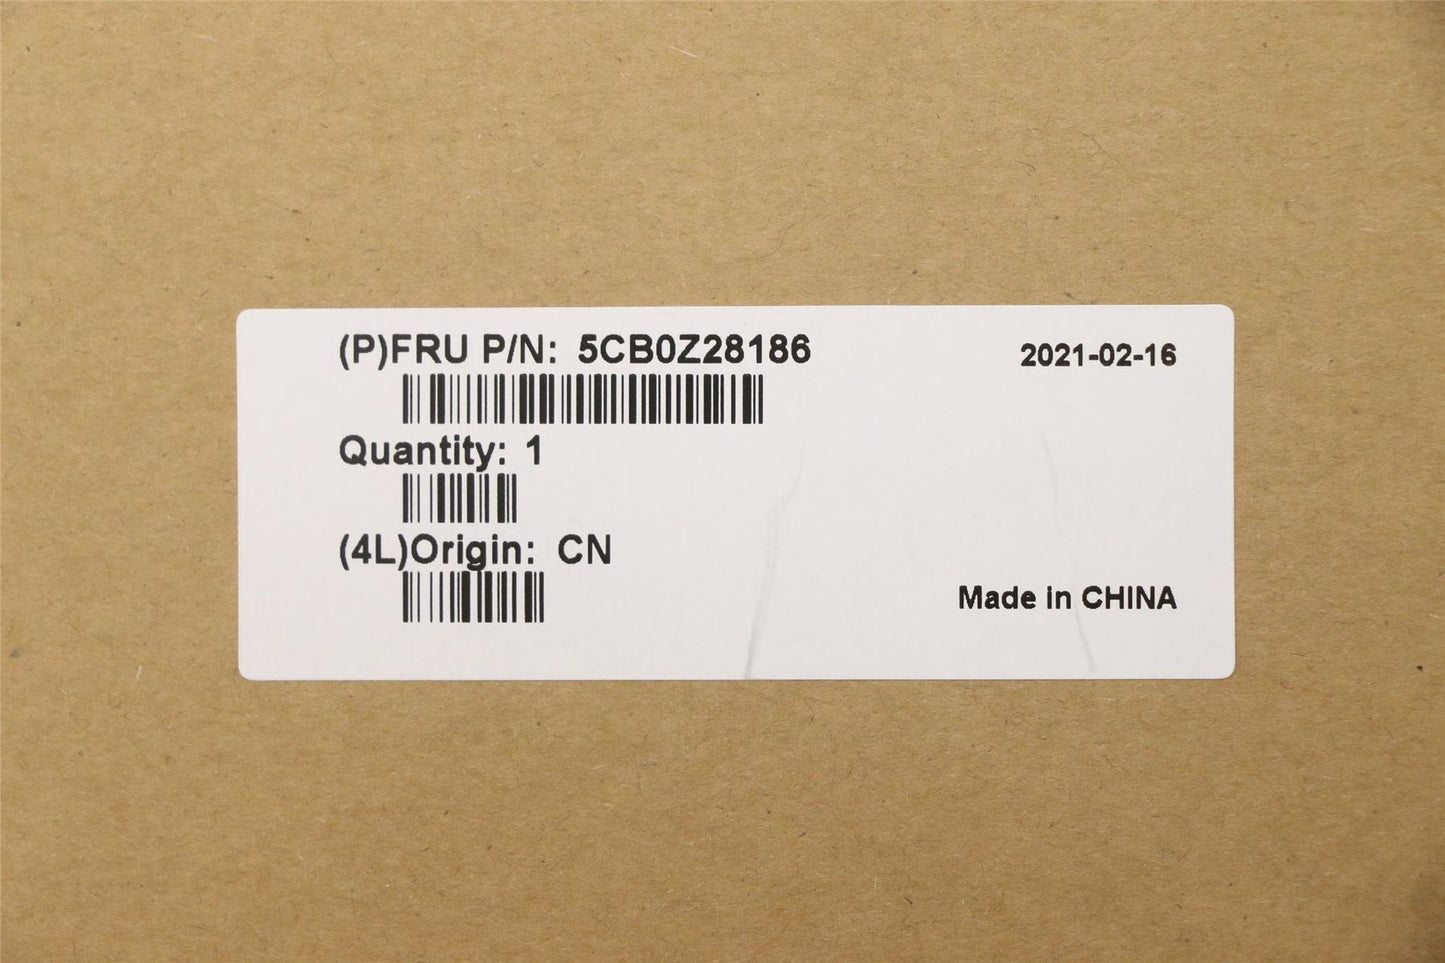 (P)FRU P/N: 5CB0Z28186
2021-02-16
Quantity: 1
(4L)Origin: CN
Made in CHINA